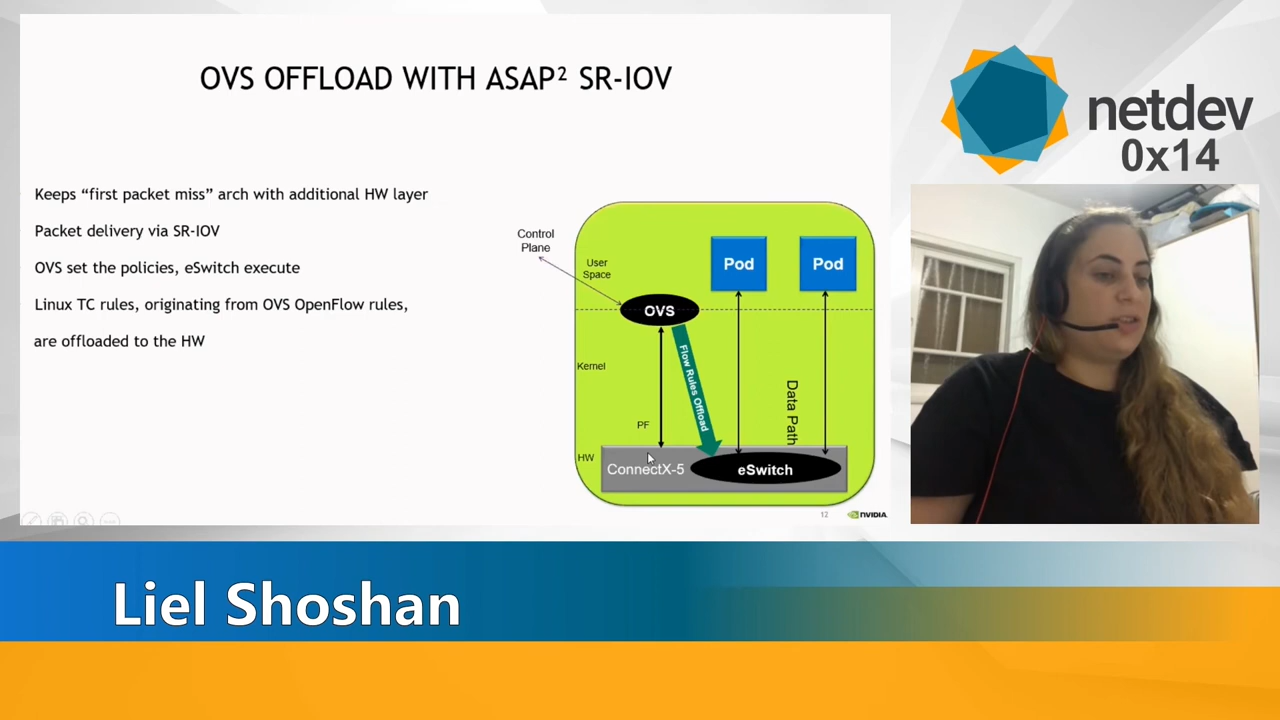 OVS OFFLOAD WITH ASAP² SR-IOV
Keeps “first packet miss” arch with additional HW layer
Packet delivery via SR-IOV
OVS set the policies, eSwitch execute
Linux TC rules, originating from OVS OpenFlow rules,
are offloaded to the HW
Control
Plane
User
Space
Pod
Pod
OVS
Kernel
Flow Rules Offload
Data Path
PF
HW
ConnectX-5
eSwitch
12
NVIDIA
netdev
0x14
Liel Shoshan